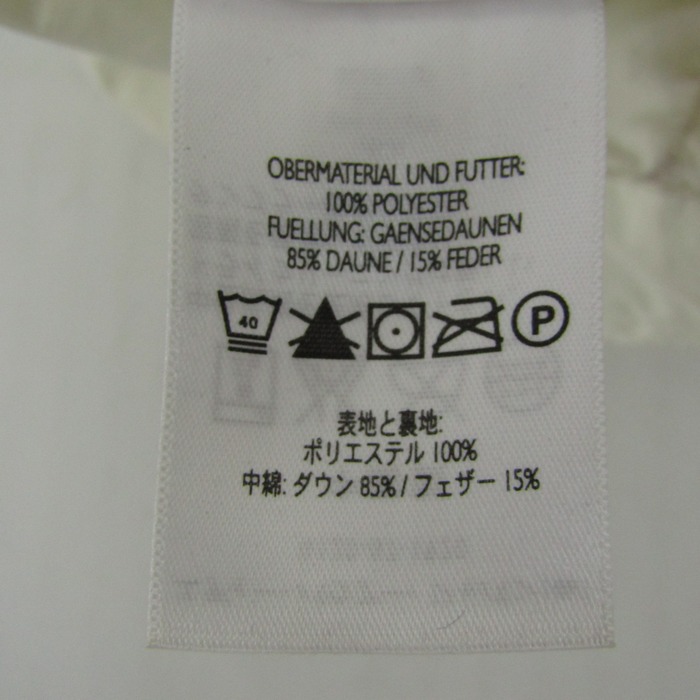 OBERMATERIAL UND FUTTER:
100% POLYESTER
FUELLUNG: GAENSEDAUNEN
85% DAUNE / 15% FEDER
40
P
表地と裏地:
ポリエステル 100%
中綿: ダウン 85% / フェザー 15%